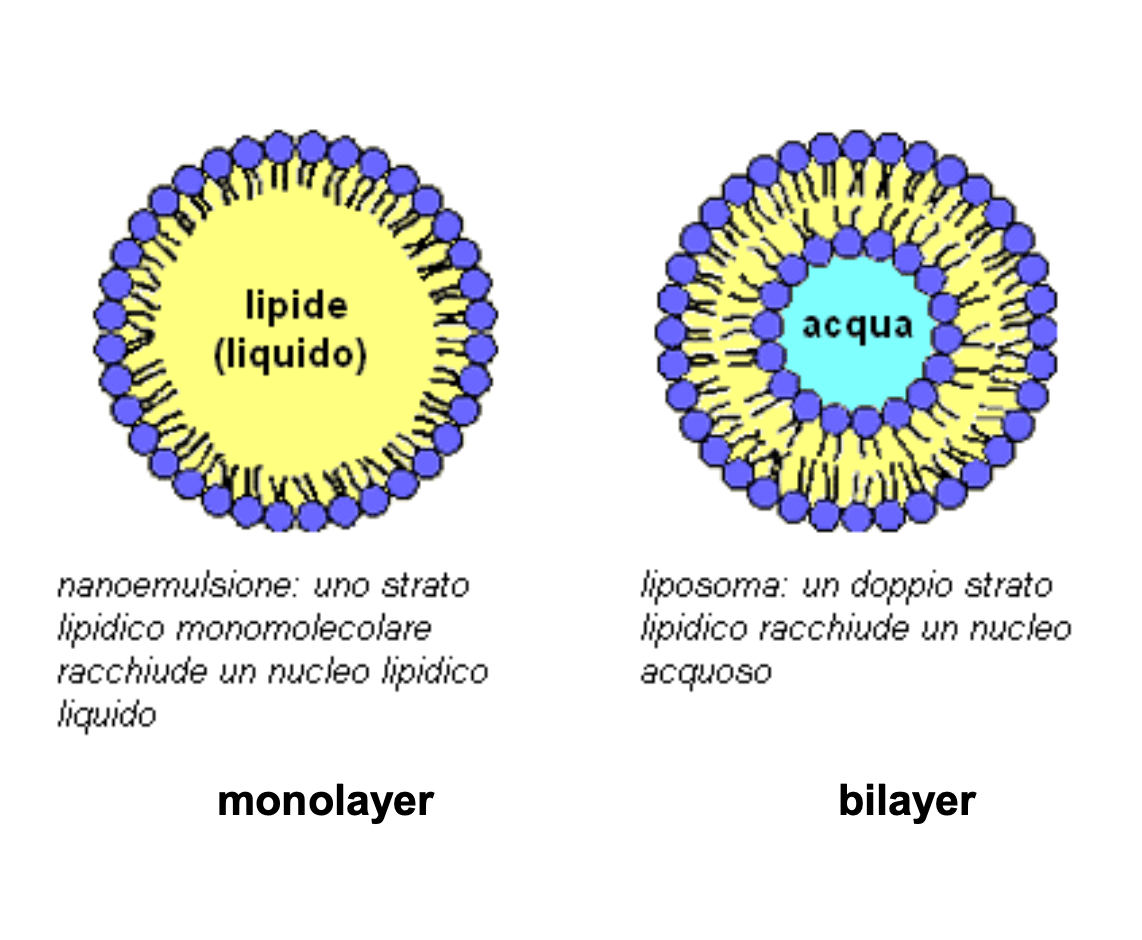 lipide
(liquido)
acqua
nanoemulsione: uno strato
lipidico monomolecolare
racchiude un nucleo lipidico
liquido
liposoma: un doppio strato
lipidico racchiude un nucleo
acquoso
monolayer
bilayer